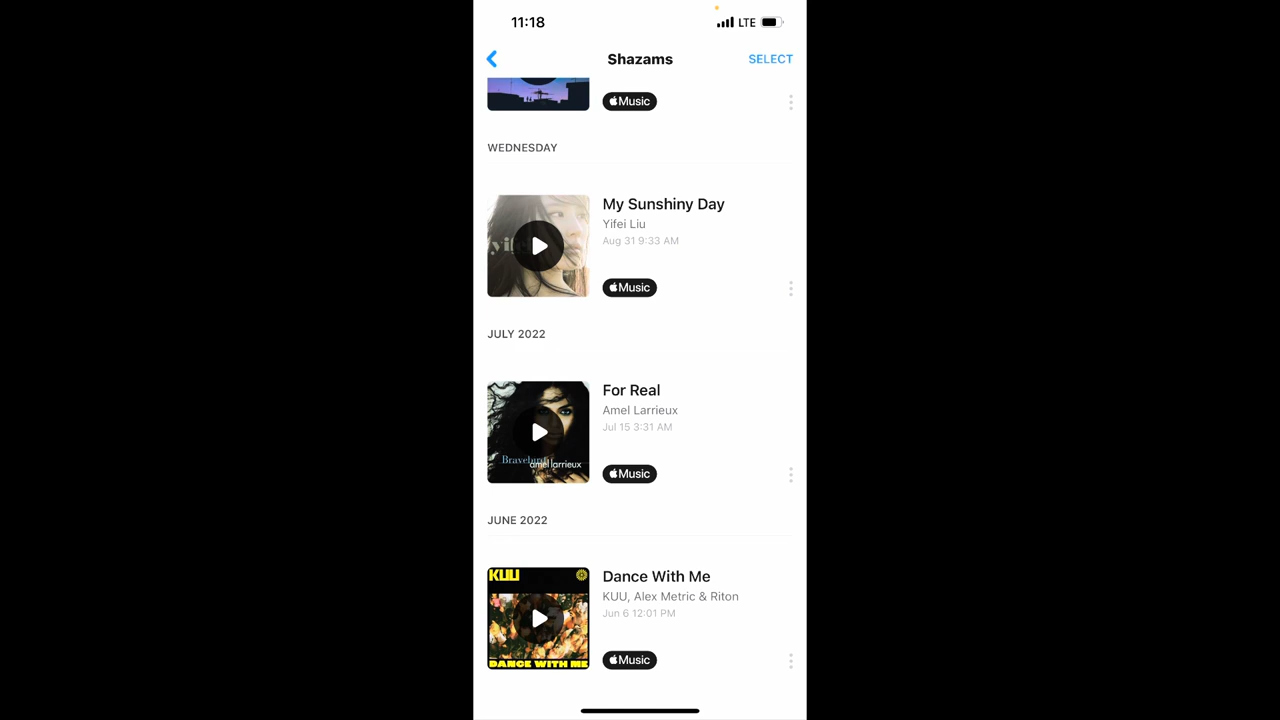 11:18
LTE
Shazams
SELECT
Music
WEDNESDAY
My Sunshiny Day
Yifei Liu
Aug 31 9:33 AM
Music
JULY 2022
For Real
Amel Larrieux
Jul 15 3:31 AM
Bravebird
amel larrieux
Music
JUNE 2022
KUU
Dance With Me
KUU, Alex Metric & Riton
Jun 6 12:01 PM
DANCE WITH ME
Music